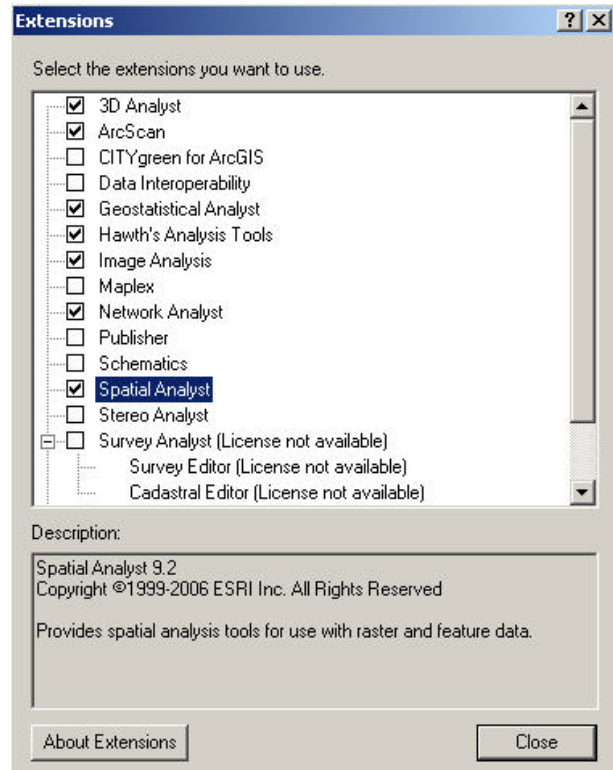 Extensions
Select the extensions you want to use.
3D Analyst
ArcScan
CITYgreen for ArcGIS
Data Interoperability
Geostatistical Analyst
Hawth's Analysis Tools
Image Analysis
Maplex
Network Analyst
Publisher
Schematics
Spatial Analyst
Stereo Analyst
Survey Analyst (License not available)
Survey Editor (License not available)
Cadastral Editor (License not available)
Description:
Spatial Analyst 9.2
Copyright ©1999-2006 ESRI Inc. All Rights Reserved
Provides spatial analysis tools for use with raster and feature data.
About Extensions Close